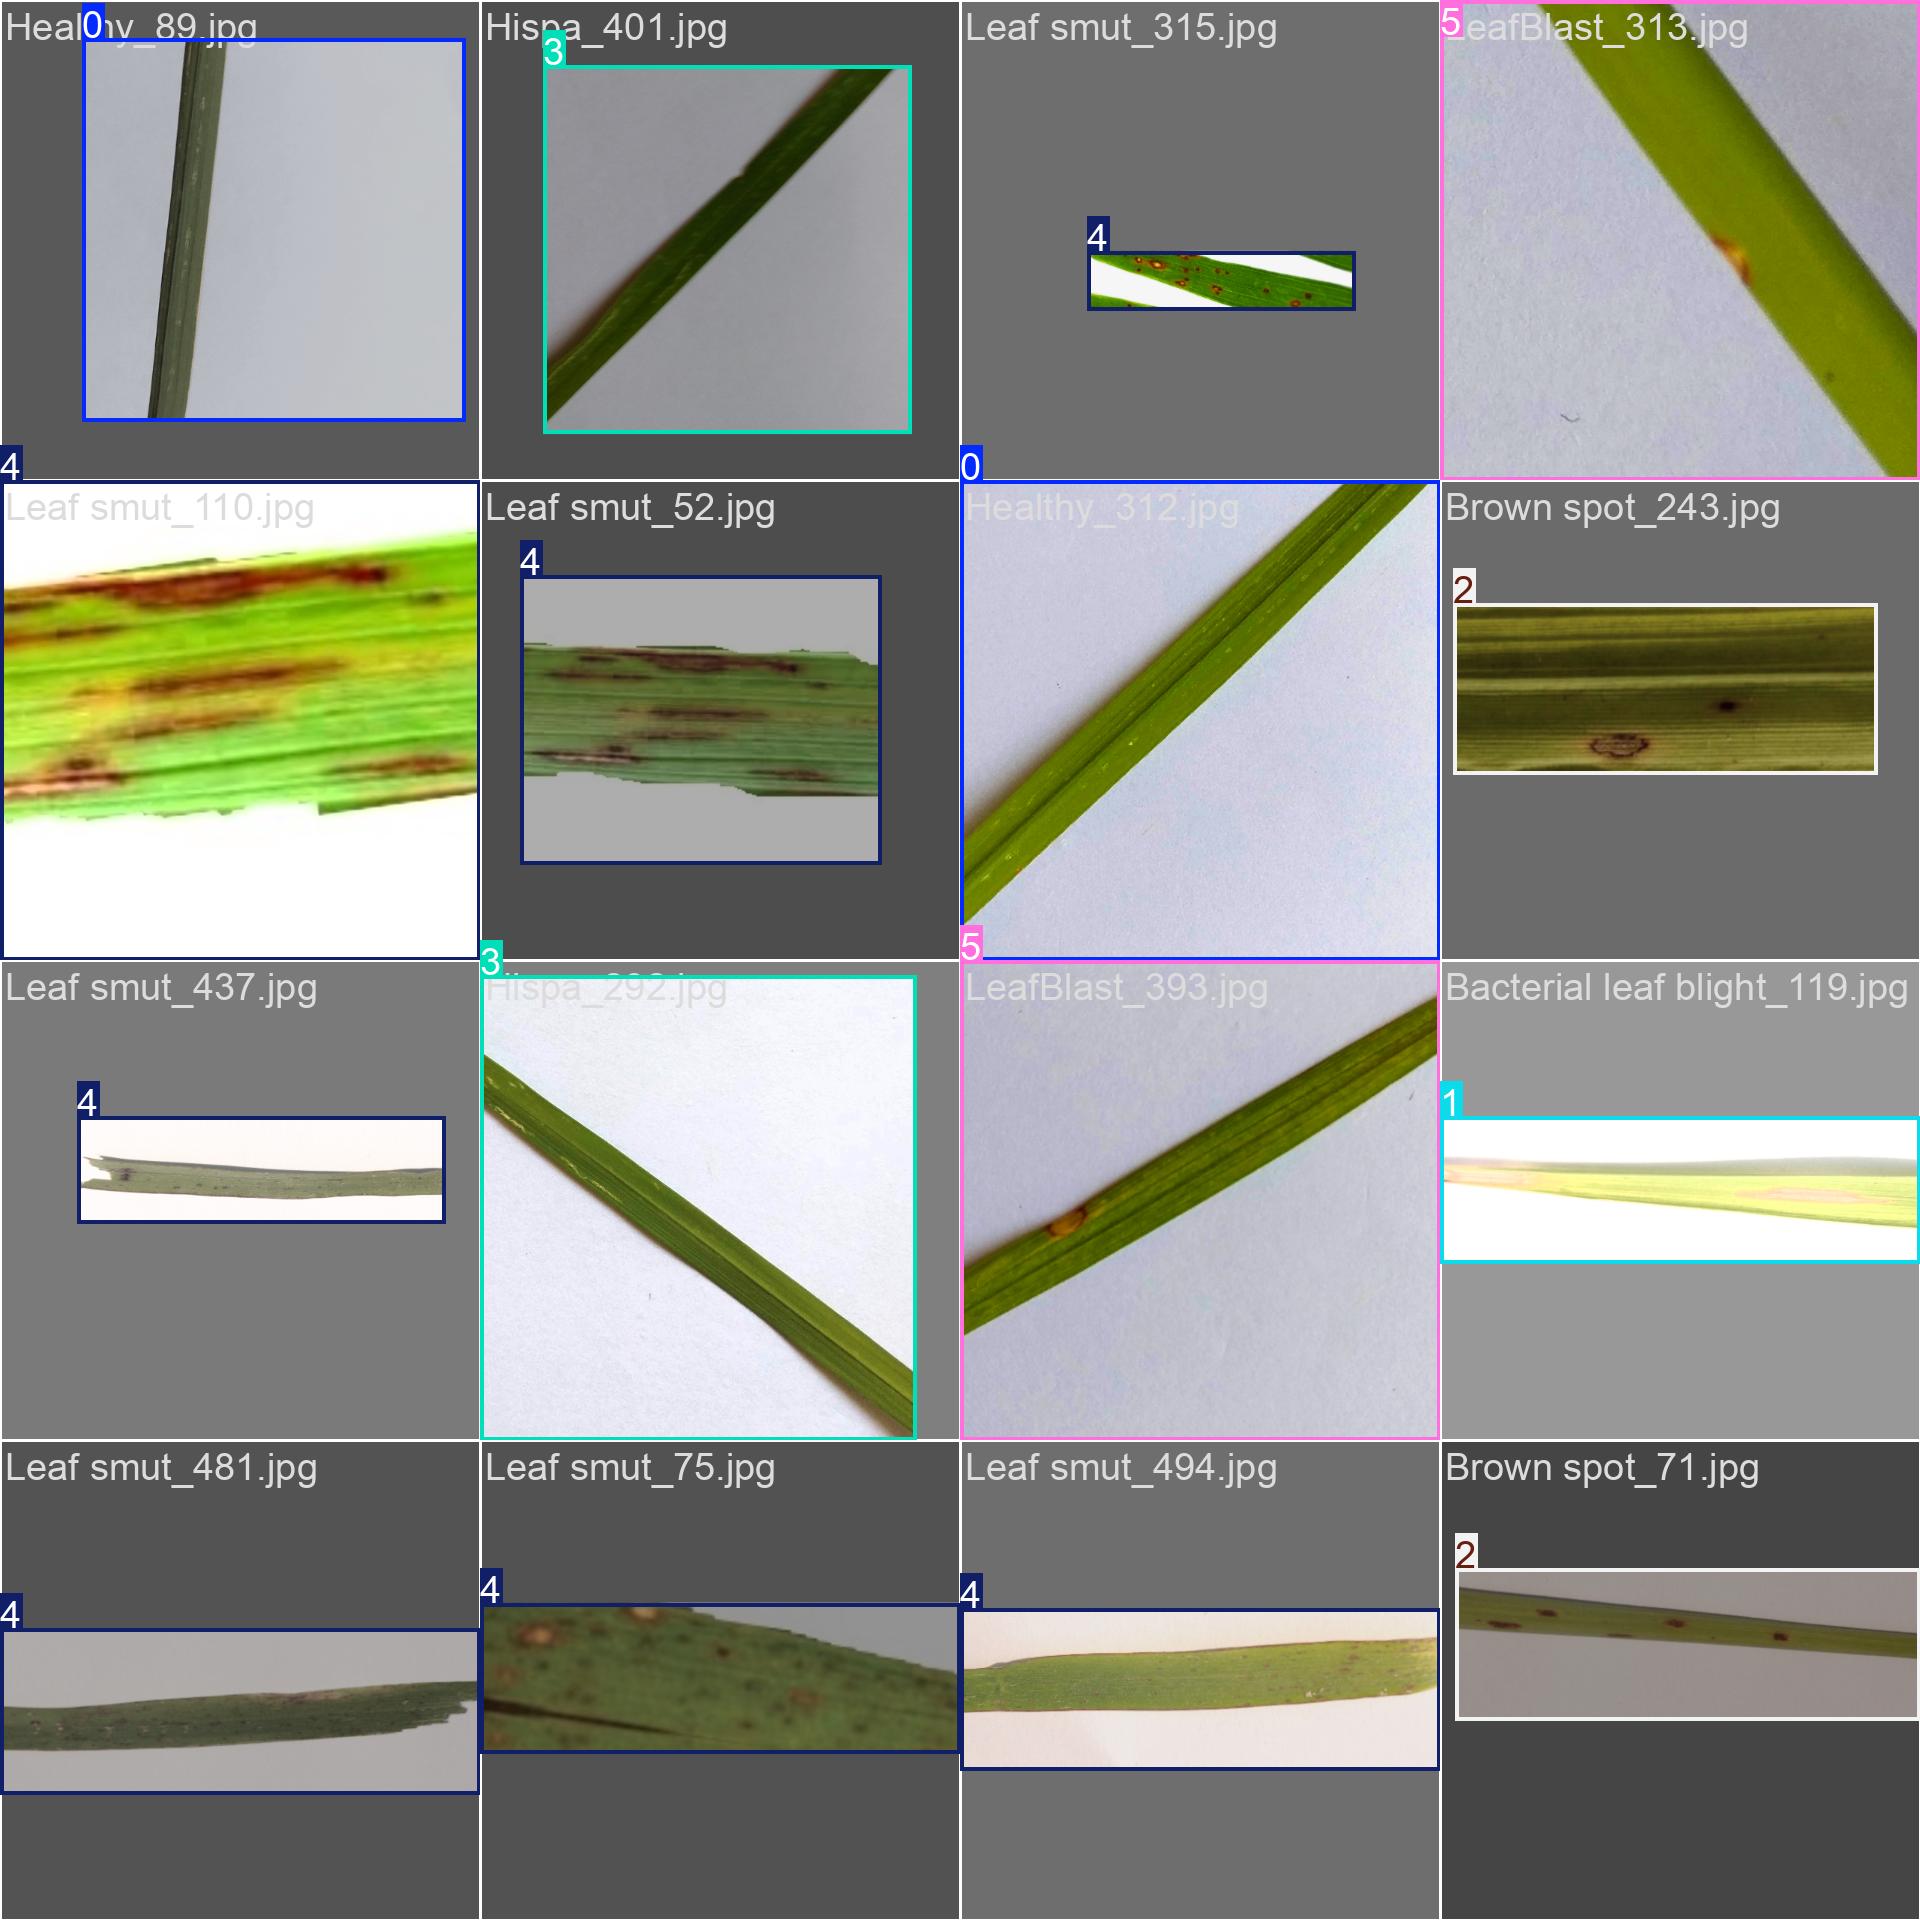 Healthy_89.jpg
0
Hispa_401.jpg
3
Leaf smut_315.jpg
4
LeafBlast_313.jpg
5
Leaf smut_110.jpg
4
Leaf smut_52.jpg
4
Healthy_312.jpg
0
Brown spot_243.jpg
2
Leaf smut_437.jpg
4
Hispa_292.jpg
3
LeafBlast_393.jpg
5
Bacterial leaf blight_119.jpg
1
Leaf smut_481.jpg
4
Leaf smut_75.jpg
4
Leaf smut_494.jpg
4
Brown spot_71.jpg
2